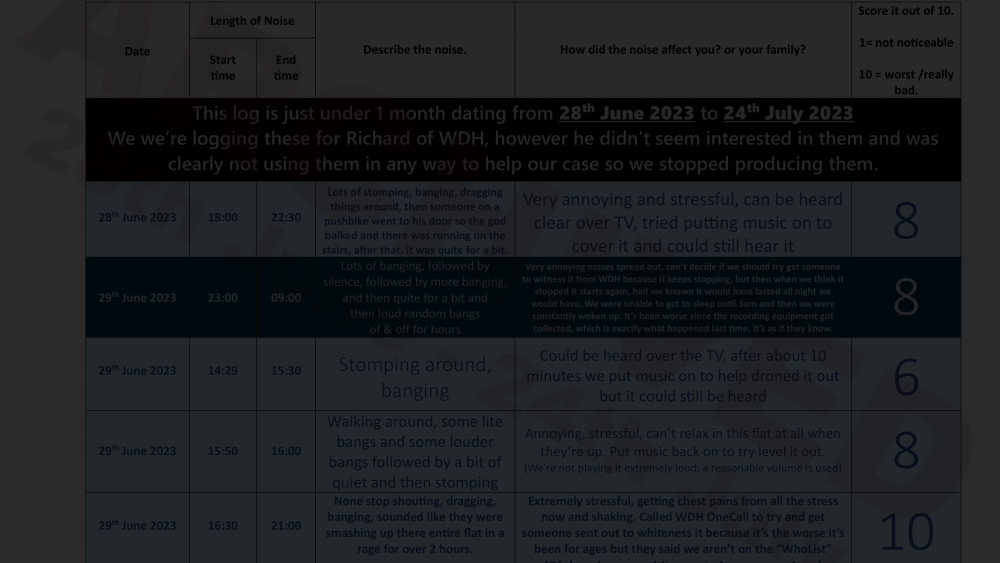 Date
Length of Noise
Start
time
End
time
Describe the noise.
How did the noise affect you? or your family?
Score it out of 10.
1= not noticeable
10 = worst /really
bad.
This log is just under 1 month dating from 28th June 2023 to 24th July 2023
We we're logging these for Richard of WDH, however he didn't seem interested in them and was
clearly not using them in any way to help our case so we stopped producing them.
28th June 2023
18:00
22:30
Lots of stomping, banging, dragging
things around, then someone on a
pushbike went to his door so the god
balked and there was running on the
stairs, after that, it was quite for a bit.
Very annoying and stressful, can be heard
clear over TV, tried putting music on to
cover it and could still hear it
8
29th June 2023
23:00
09:00
Lots of banging, followed by
silence, followed by more banging,
and then quite for a bit and
then loud random bangs
of & off for hours
Very annoying noises spread out, can't decide if we should try get someone
to witness it from WDH because it keeps stopping, but then when we think it
stopped it starts again, had we known it would have lasted all night we
would have. We were unable to get to sleep until 3am and then we were
constantly woken up. It's been worse since the recording equipment got
collected, which is exactly what happened last time, it's as if they know.
8
29th June 2023
14:29
15:30
Stomping around,
banging
Could be heard over the TV, after about 10
minutes we put music on to help droned it out
but it could still be heard
6
29th June 2023
15:50
16:00
Walking around, some lite
bangs and some louder
bangs followed by a bit of
quiet and then stomping
Annoying, stressful, can't relax in this flat at all when
they're up. Put music back on to try level it out.
(We're not playing it extremely loud; a reasonable volume is used)
8
29th June 2023
16:30
21:00
None stop shouting, dragging,
banging, sounded like they were
smashing up there entire flat in a
rage for over 2 hours.
Extremely stressful, getting chest pains from all the stress
now and shaking. Called WDH OneCall to try and get
someone sent out to whiteness it because it's the worse it's
been for ages but they said we aren't on the "WhoList"
10